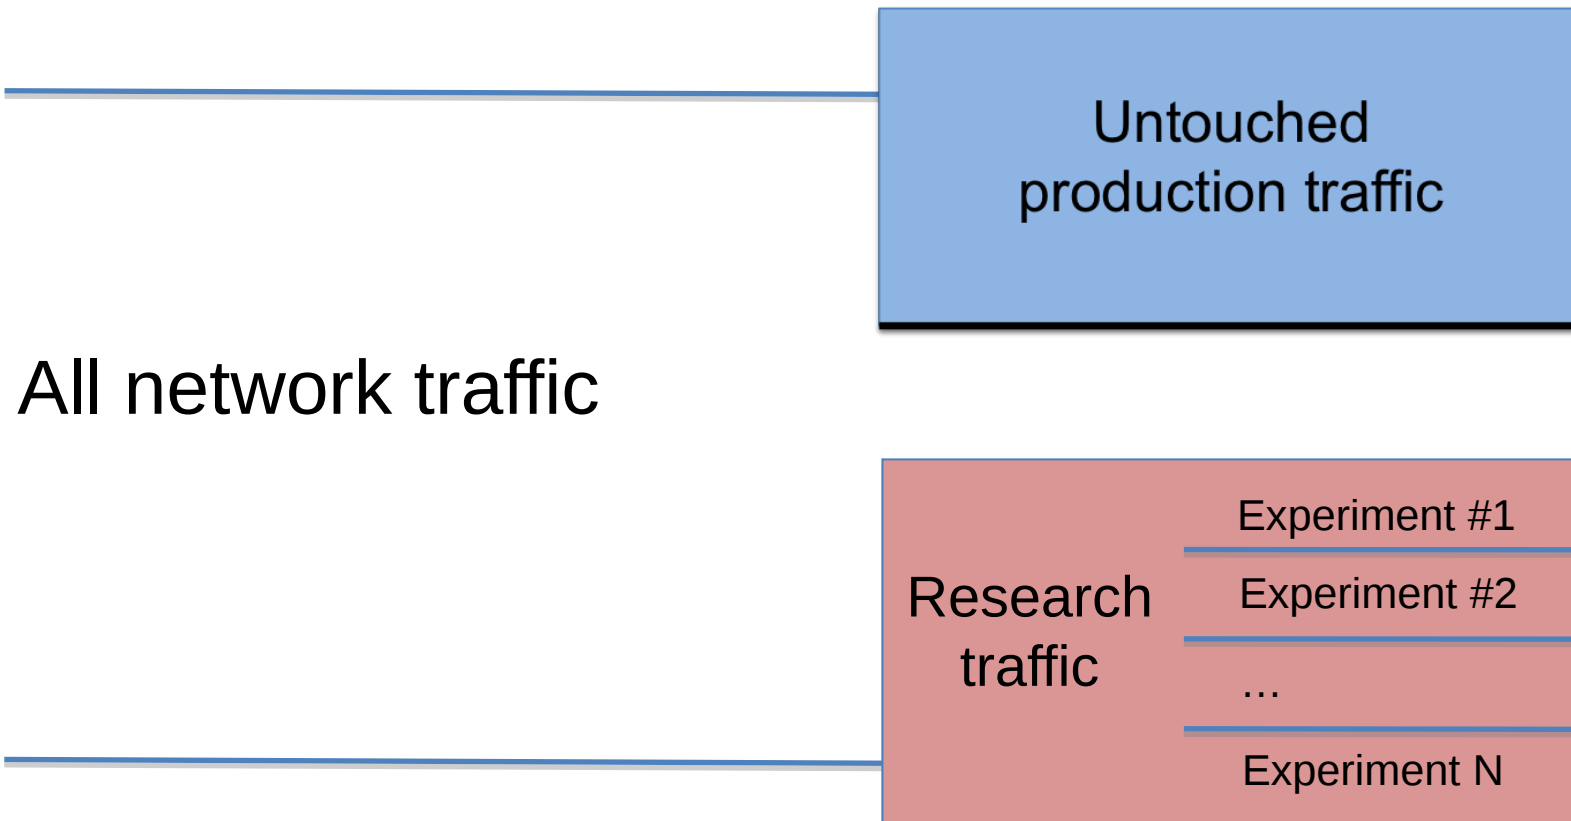 Untouched
production traffic
All network traffic
Research
traffic
Experiment #1
Experiment #2
…
Experiment N